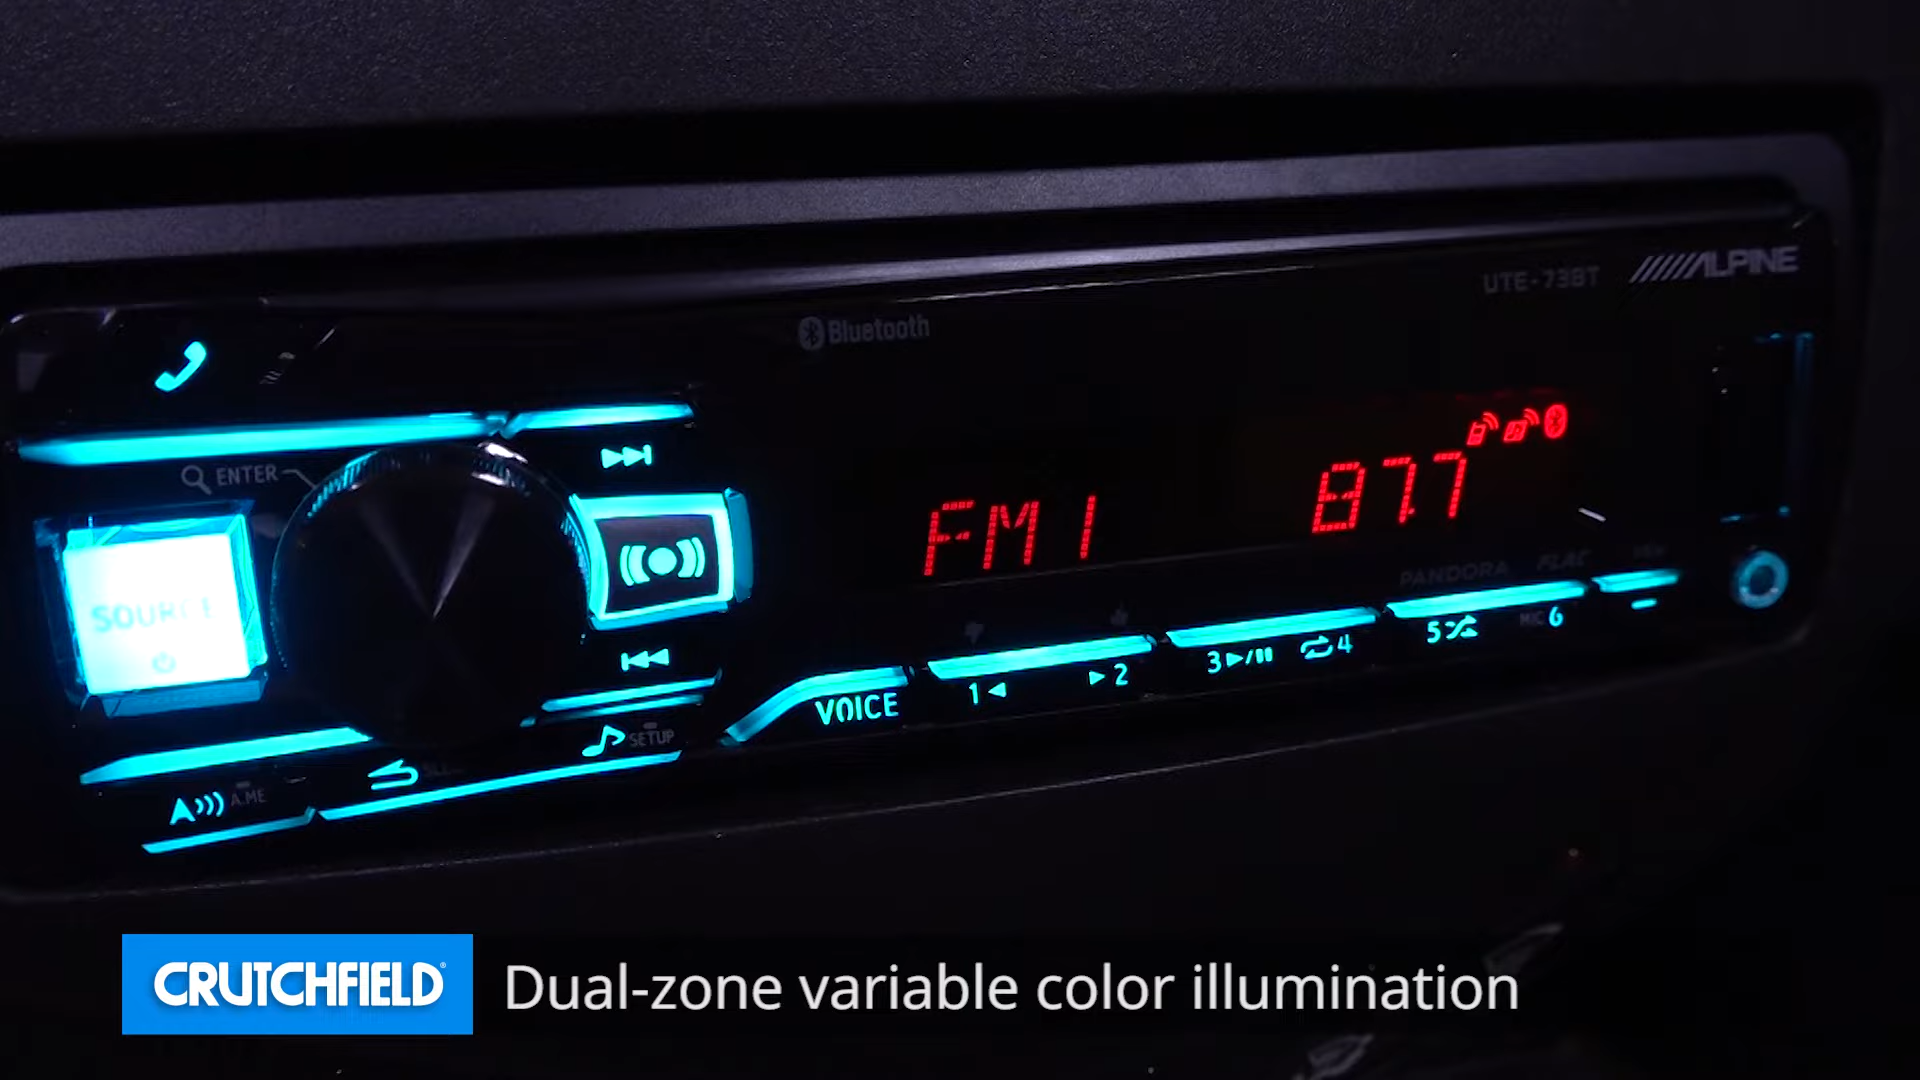 UTE-73BT ALPINE
Bluetooth
ENTER
SOURCE
FM1 87.7
PANDORA FLAC
VOICE 1 2 3 4 5 MIC 6
SETUP
A A.ME
CRUTCHFIELD® Dual-zone variable color illumination